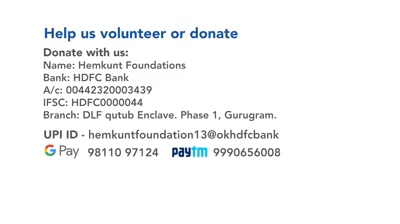 Help us volunteer or donate
Donate with us:
Name: Hemkunt Foundations
Bank: HDFC Bank
A/c: 00442320003439
IFSC: HDFC0000044
Branch: DLF qutub Enclave. Phase 1, Gurugram.
UPI ID - hemkuntfoundation13@okhdfcbank
G Pay 98110 97124 paytm 9990656008